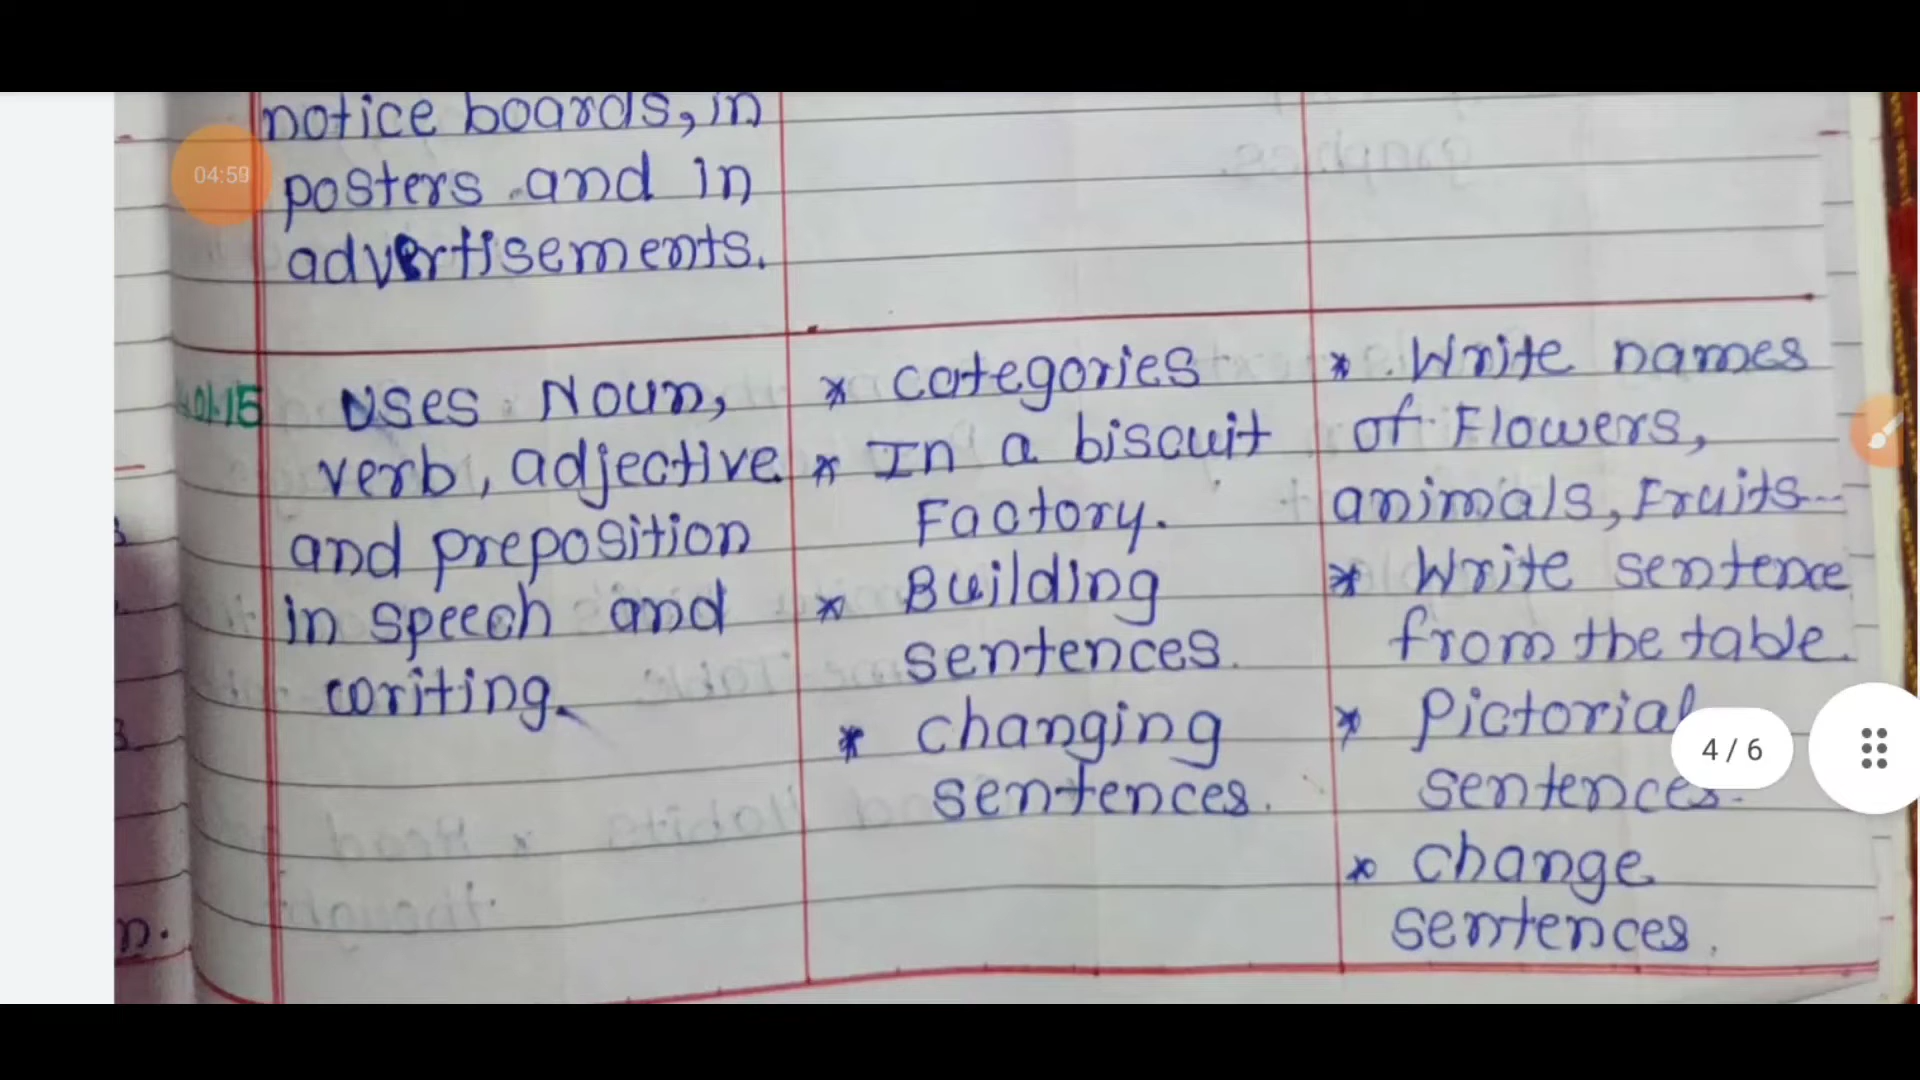 notice boards, in
posters and in
advertisements.
04:59
Uses Noun,
verb, adjective
and preposition
in speech and
writing.
* categories
* In a biscuit
Factory.
* Building
sentences.
* changing
sentences.
* Write names
of Flowers,
animals, Fruits--
* Write sentence
from the table.
* Pictorial
sentences.
* change
sentences.
4 / 6
n.